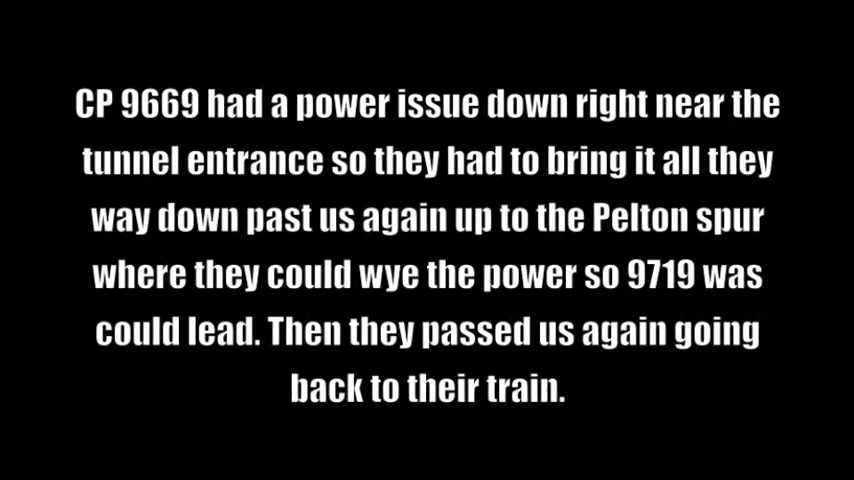 CP 9669 had a power issue down right near the
tunnel entrance so they had to bring it all they
way down past us again up to the Pelton spur
where they could wye the power so 9719 was
could lead. Then they passed us again going
back to their train.